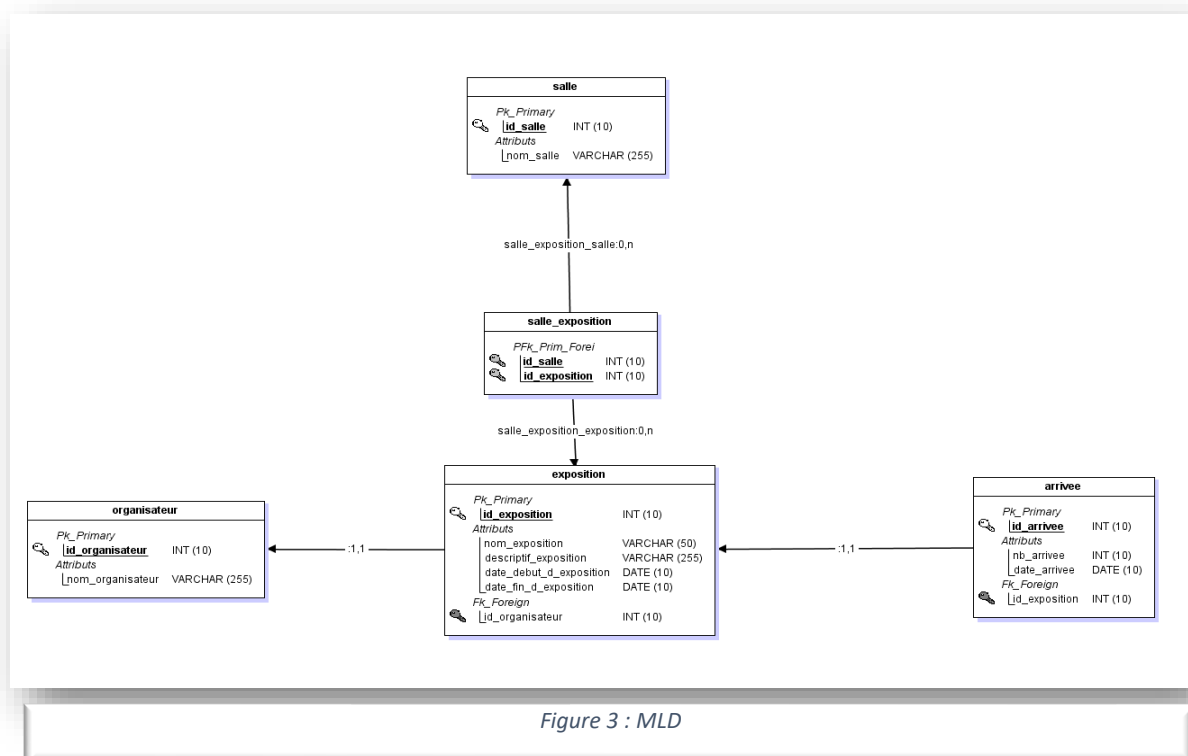 salle
Pk_Primary
id_salle INT (10)
Attributs
nom_salle VARCHAR (255)
salle_exposition_salle:0,n
salle_exposition
PFk_Prim_Forei
id_salle INT (10)
id_exposition INT (10)
salle_exposition_exposition:0,n
organisateur
Pk_Primary
id_organisateur INT (10)
Attributs
nom_organisateur VARCHAR (255)
:1,1
exposition
Pk_Primary
id_exposition INT (10)
Attributs
nom_exposition VARCHAR (50)
descriptif_exposition VARCHAR (255)
date_debut_d_exposition DATE (10)
date_fin_d_exposition DATE (10)
Fk_Foreign
id_organisateur INT (10)
:1,1
arrivee
Pk_Primary
id_arrivee INT (10)
Attributs
nb_arrivee INT (10)
date_arrivee DATE (10)
Fk_Foreign
id_exposition INT (10)
Figure 3 : MLD